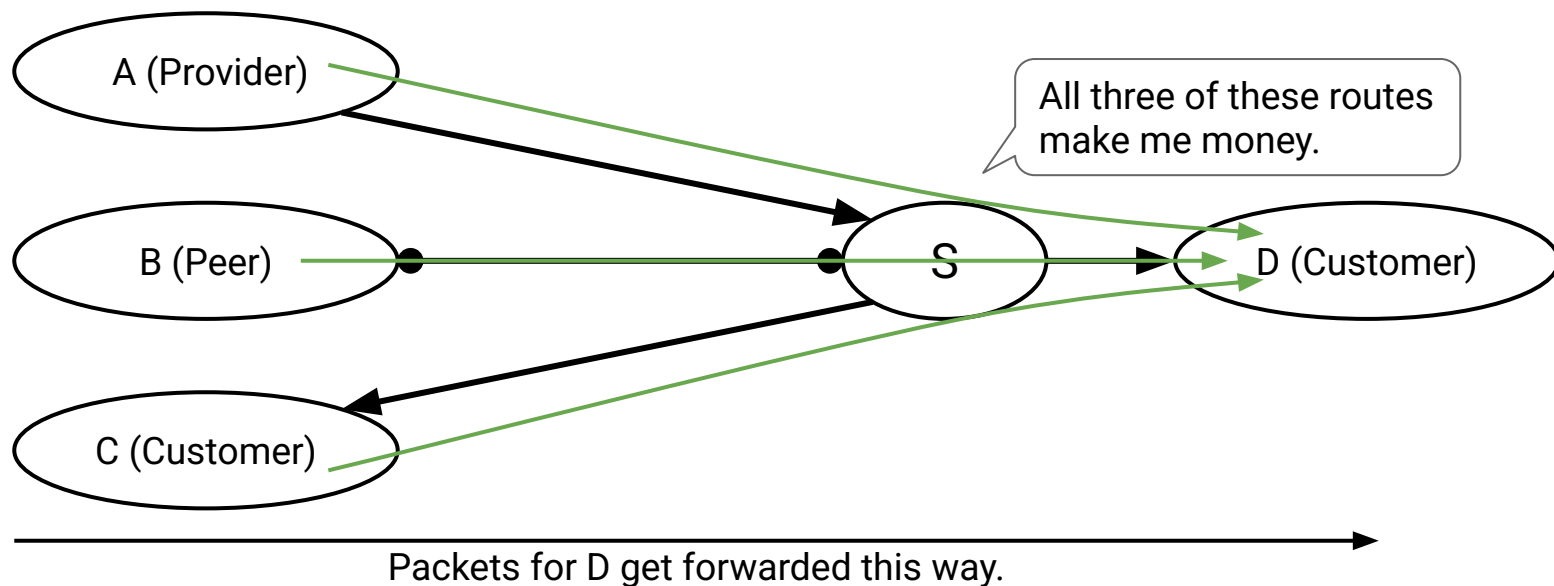 A (Provider)
All three of these routes
make me money.
B (Peer)
S
D (Customer)
C (Customer)
Packets for D get forwarded this way.